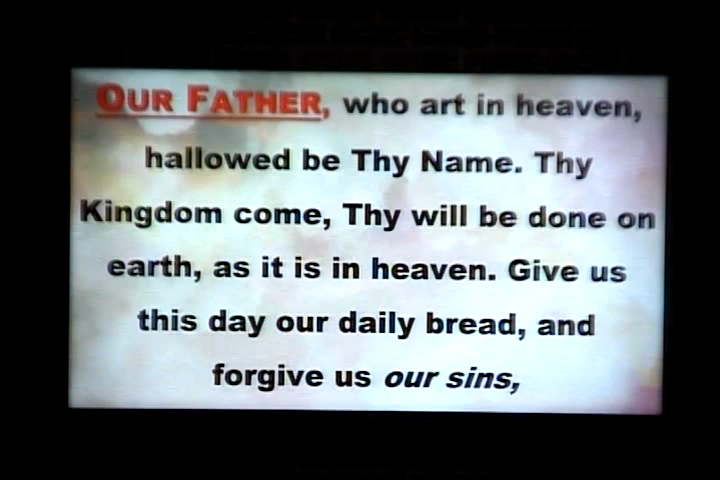 OUR FATHER, who art in heaven,
hallowed be Thy Name. Thy
Kingdom come, Thy will be done on
earth, as it is in heaven. Give us
this day our daily bread, and
forgive us our sins,